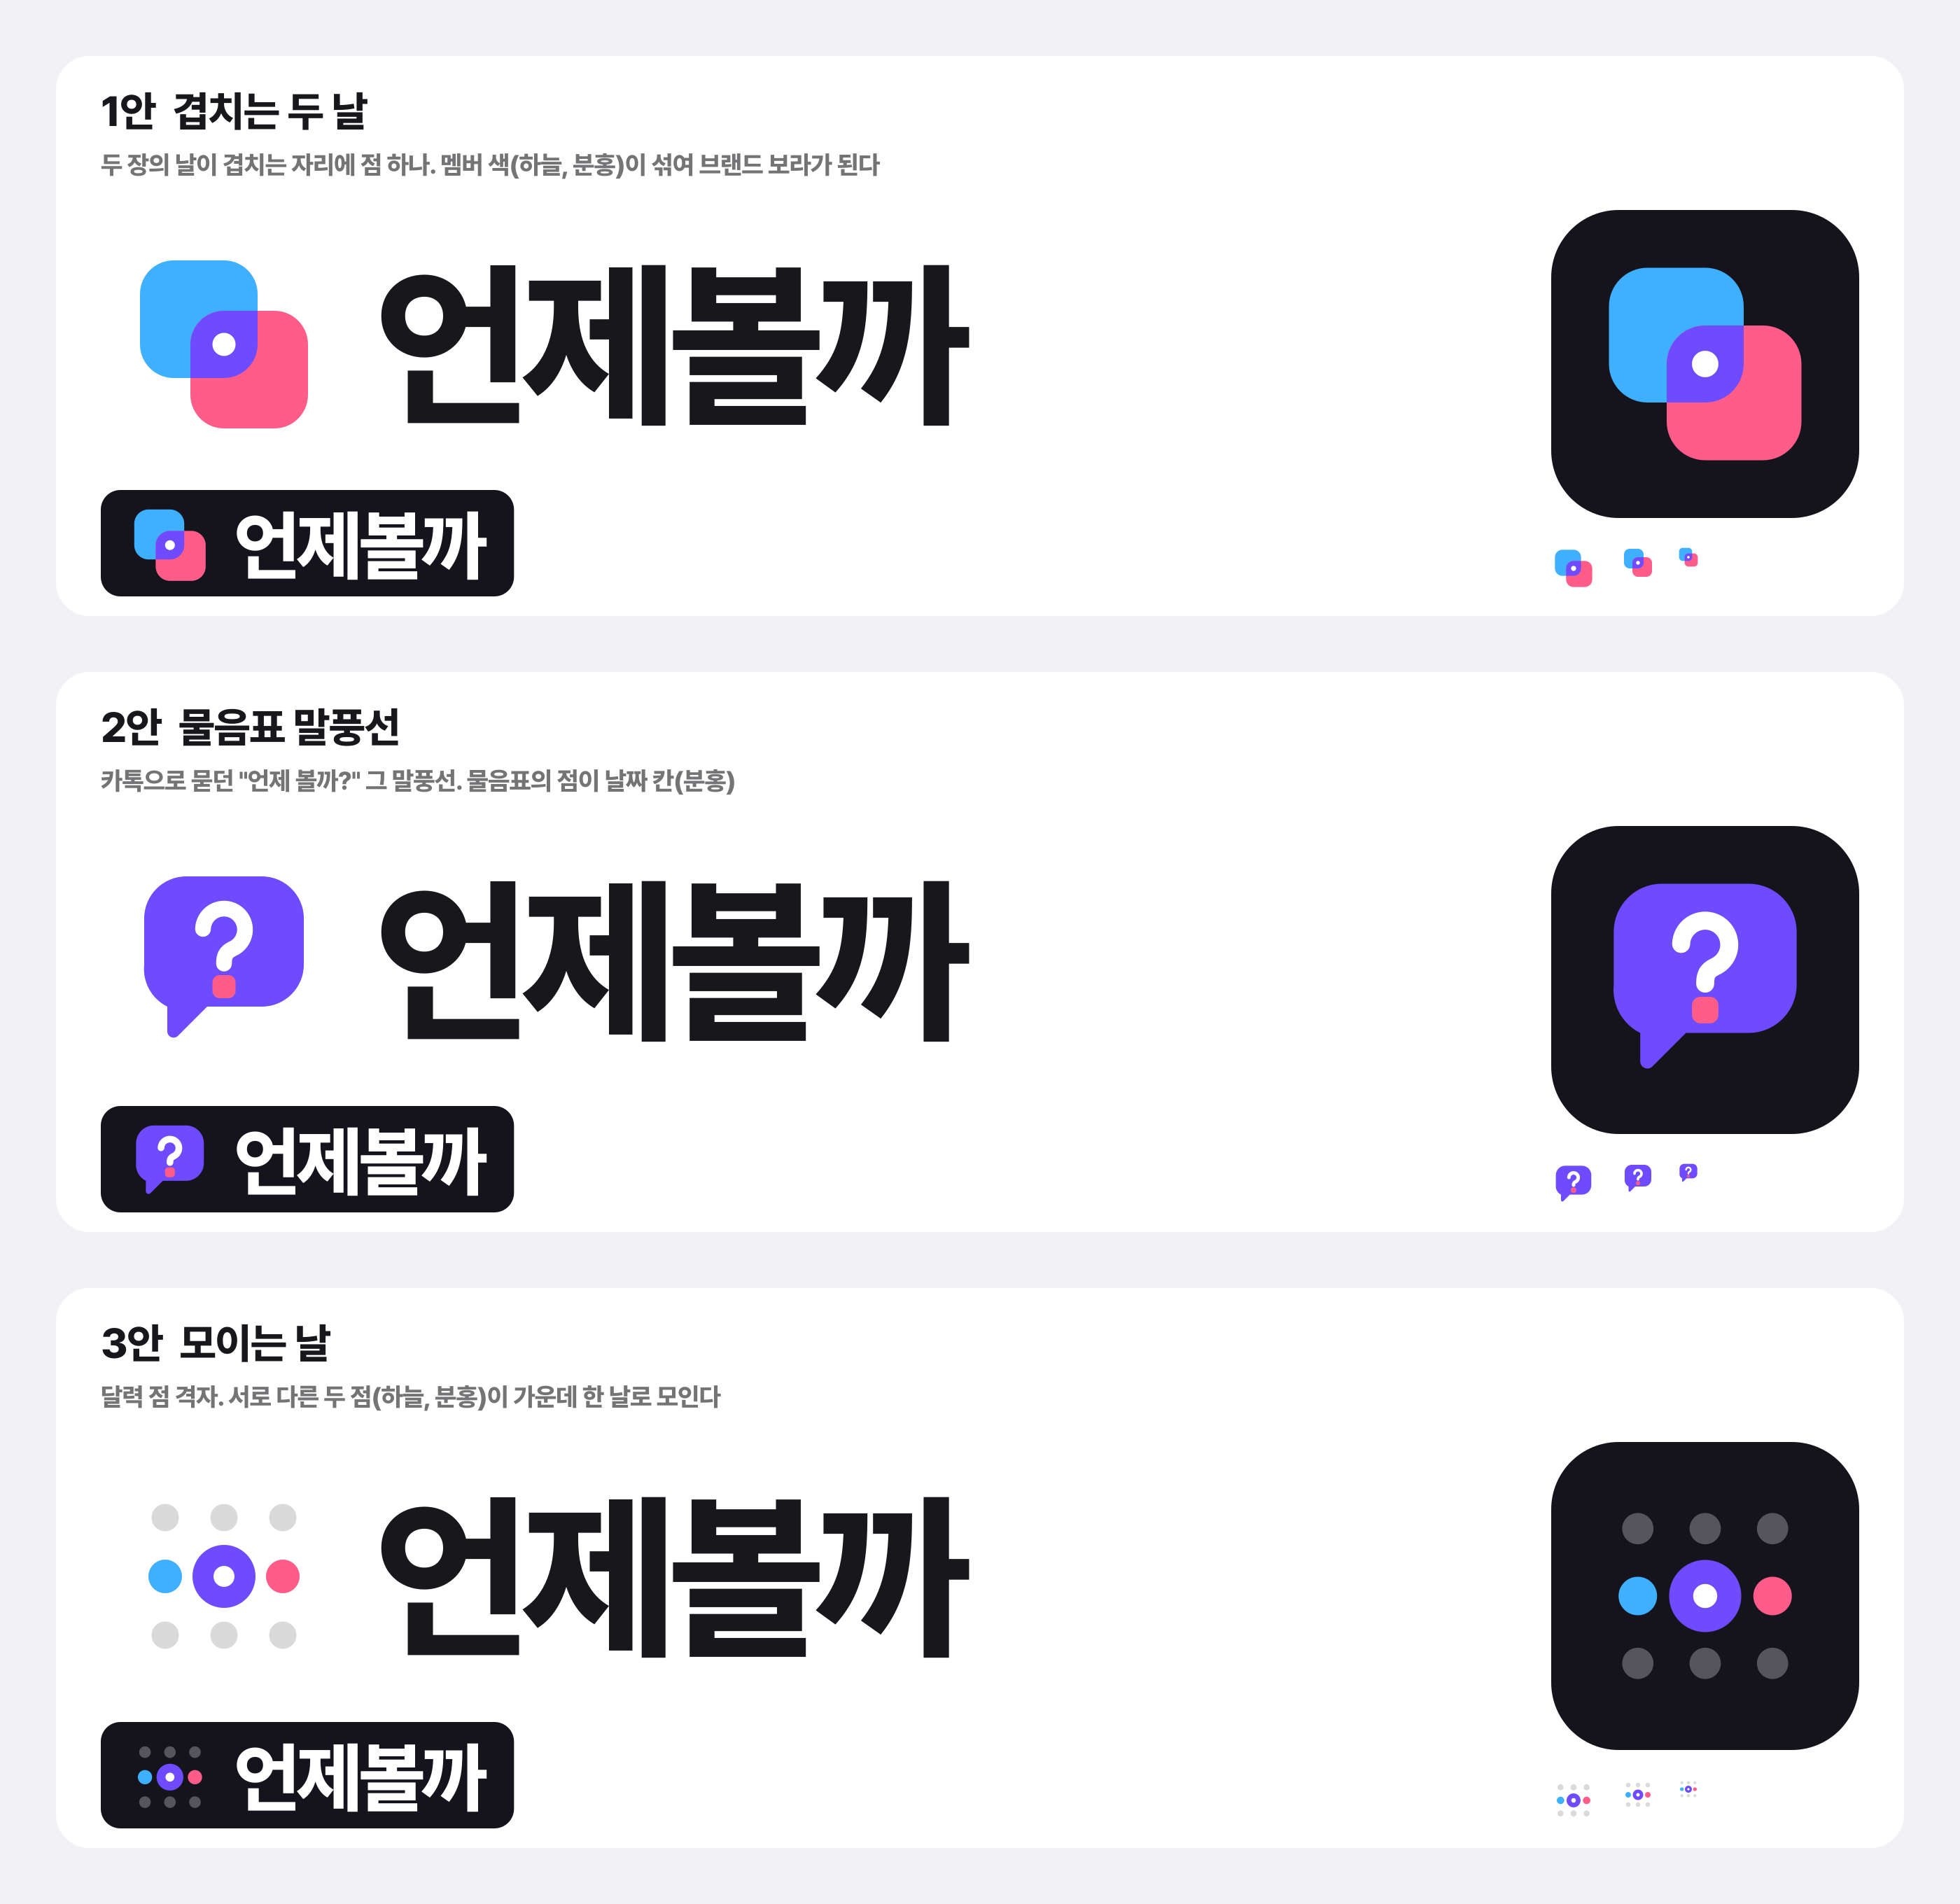 1안 겹치는 두 날
두 장의 날이 겹치는 자리에 점 하나. 멤버 색(하늘, 분홍)이 섞여 브랜드 보라가 된다
언제볼까
언제볼까
2안 물음표 말풍선
카톡으로 묻던 "언제 볼까?" 그 말풍선. 물음표의 점이 날짜 칸(분홍)
?
언제볼까
?
? 언제볼까
? ? ?
3안 모이는 날
달력 점 격자. 서로 다른 두 점(하늘, 분홍)이 가운데 한 날로 모인다
언제볼까
언제볼까